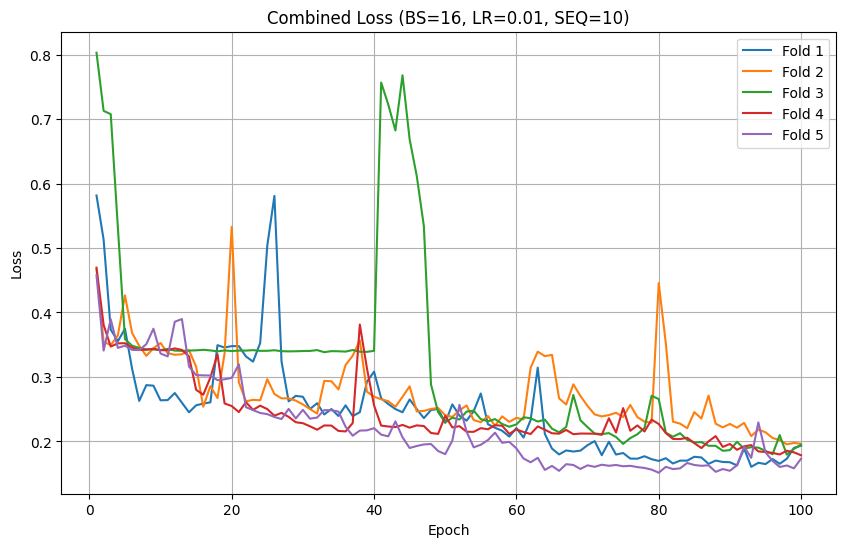 Combined Loss (BS=16, LR=0.01, SEQ=10)
Fold 1
Fold 2
Fold 3
Fold 4
Fold 5
Loss
0.8
0.7
0.6
0.5
0.4
0.3
0.2
0 20 40 60 80 100
Epoch